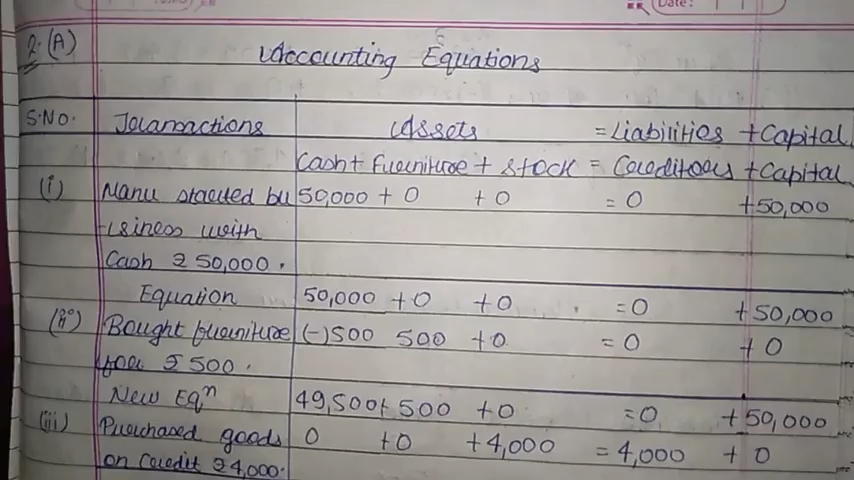 Date :
2.(A) Accounting Equations
S.No. Transactions Assets = Liabilities + Capital
Cash + Furniture + Stock = Creditors + Capital
(i) Manu started bu 50,000 + 0 + 0 = 0 + 50,000
-siness with
Cash ₹ 50,000.
Equation 50,000 + 0 + 0 = 0 + 50,000
(ii) Bought furniture (-) 500 500 + 0 = 0 + 0
for ₹ 500.
New Eqn 49,500 + 500 + 0 = 0 + 50,000
(iii) Purchased goods 0 + 0 + 4,000 = 4,000 + 0
on Credit ₹ 4,000.